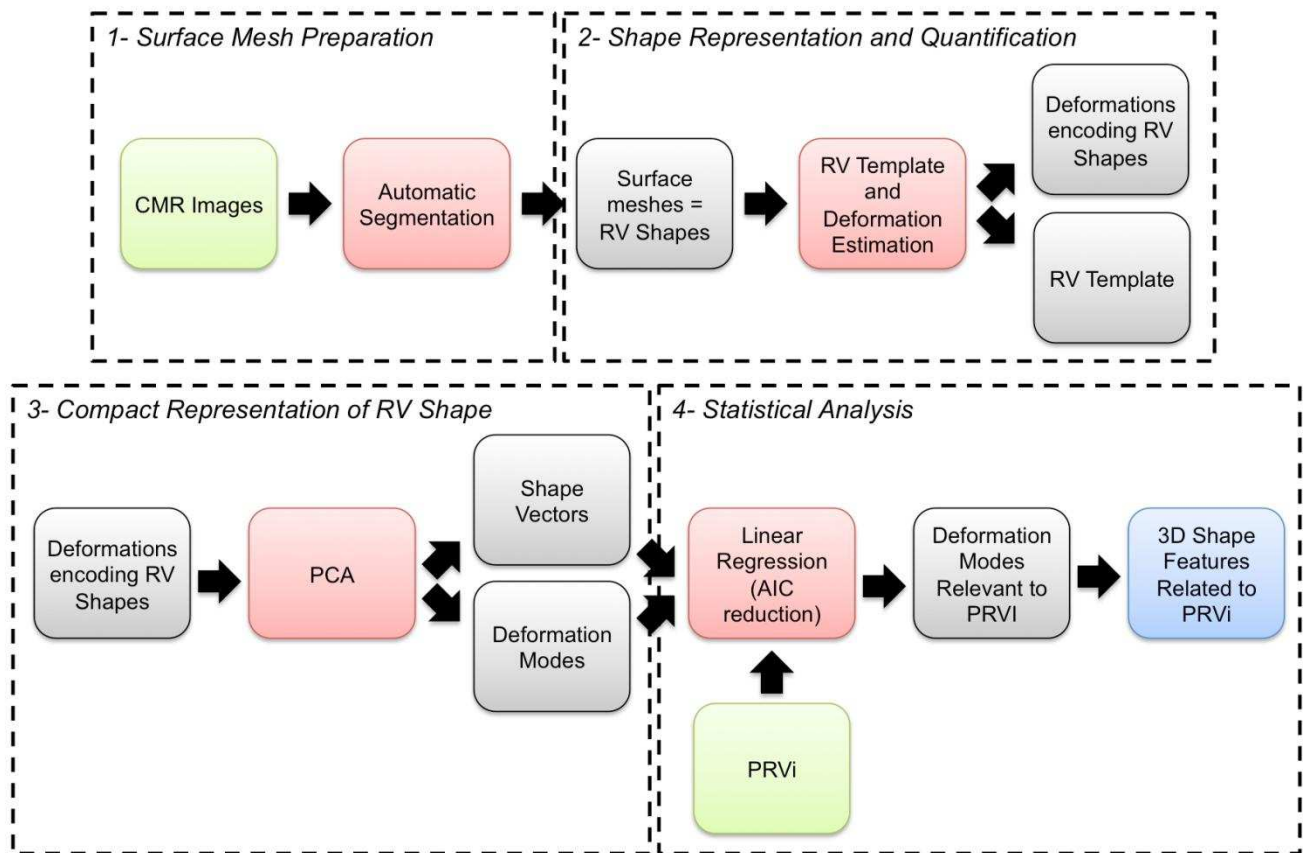 1- Surface Mesh Preparation
CMR Images
Automatic
Segmentation
2- Shape Representation and Quantification
Surface
meshes =
RV Shapes
RV Template
and
Deformation
Estimation
Deformations
encoding RV
Shapes
RV Template
3- Compact Representation of RV Shape
Deformations
encoding RV
Shapes
PCA
Shape
Vectors
Deformation
Modes
4- Statistical Analysis
Linear
Regression
(AIC
reduction)
PRVi
Deformation
Modes
Relevant to
PRVI
3D Shape
Features
Related to
PRVi